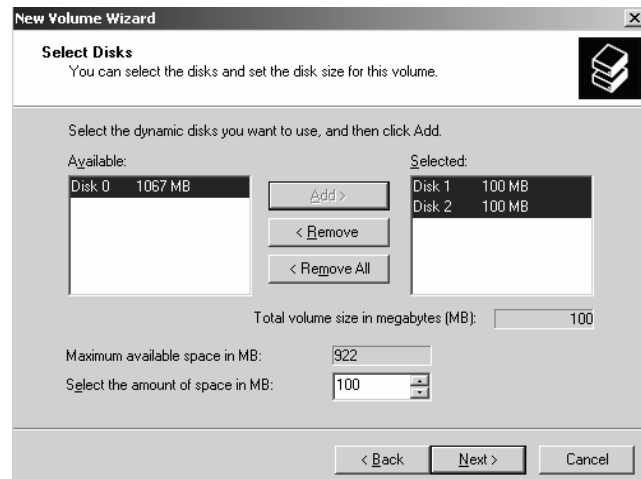 New Volume Wizard
Select Disks
You can select the disks and set the disk size for this volume.
Select the dynamic disks you want to use, and then click Add.
Available:
Selected:
Disk 0 1067 MB
Add >
Disk 1 100 MB
Disk 2 100 MB
< Remove
< Remove All
Total volume size in megabytes (MB): 100
Maximum available space in MB: 922
Select the amount of space in MB: 100
< Back Next > Cancel